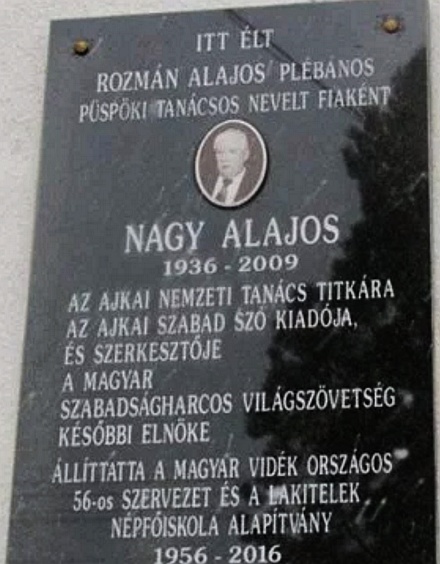 ITT ÉLT
ROZMÁN ALAJOS PLÉBÁNOS
PÜSPÖKI TANÁCSOS NEVELT FIAKÉNT
NAGY ALAJOS
1936 - 2009
AZ AJKAI NEMZETI TANÁCS TITKÁRA
AZ AJKAI SZABAD SZÓ KIADÓJA,
ÉS SZERKESZTŐJE
A MAGYAR
SZABADSÁGHARCOS VILÁGSZÖVETSÉG
KÉSŐBBI ELNÖKE
ÁLLÍTTATTA A MAGYAR VIDÉK ORSZÁGOS
56-OS SZERVEZET ÉS A LAKITELEK
NÉPFŐISKOLA ALAPÍTVÁNY
1956 - 2016